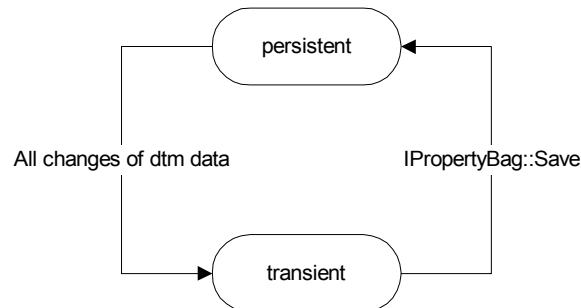 persistent
All changes of dtm data
IPropertyBag::Save
transient